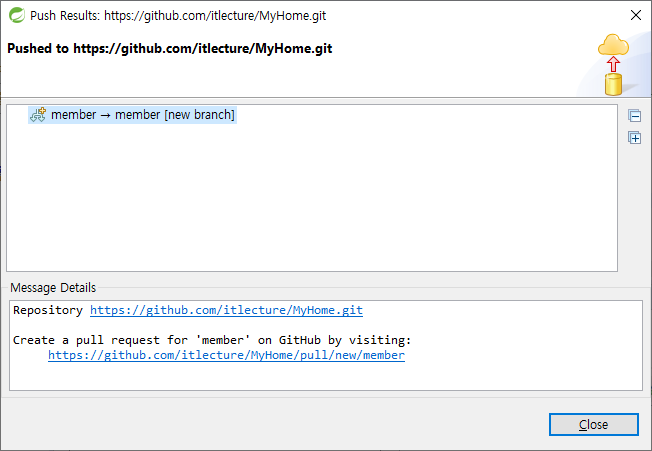 Push Results: https://github.com/itlecture/MyHome.git
Pushed to https://github.com/itlecture/MyHome.git
member → member [new branch]
Message Details
Repository https://github.com/itlecture/MyHome.git
Create a pull request for 'member' on GitHub by visiting:
https://github.com/itlecture/MyHome/pull/new/member
Close